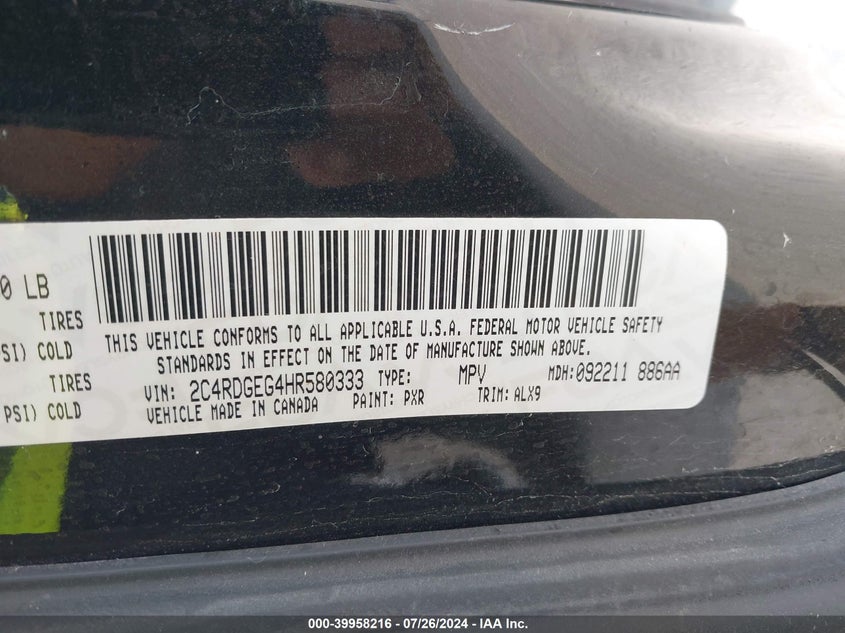 0 LB
TIRES
SI) COLD
TIRES
PSI) COLD
THIS VEHICLE CONFORMS TO ALL APPLICABLE U.S.A. FEDERAL MOTOR VEHICLE SAFETY
STANDARDS IN EFFECT ON THE DATE OF MANUFACTURE SHOWN ABOVE.
VIN: 2C4RDGEG4HR580333 TYPE: MPV MDH:092211 886AA
VEHICLE MADE IN CANADA PAINT: PXR TRIM: ALX9
000-39958216 - 07/26/2024 - IAA Inc.